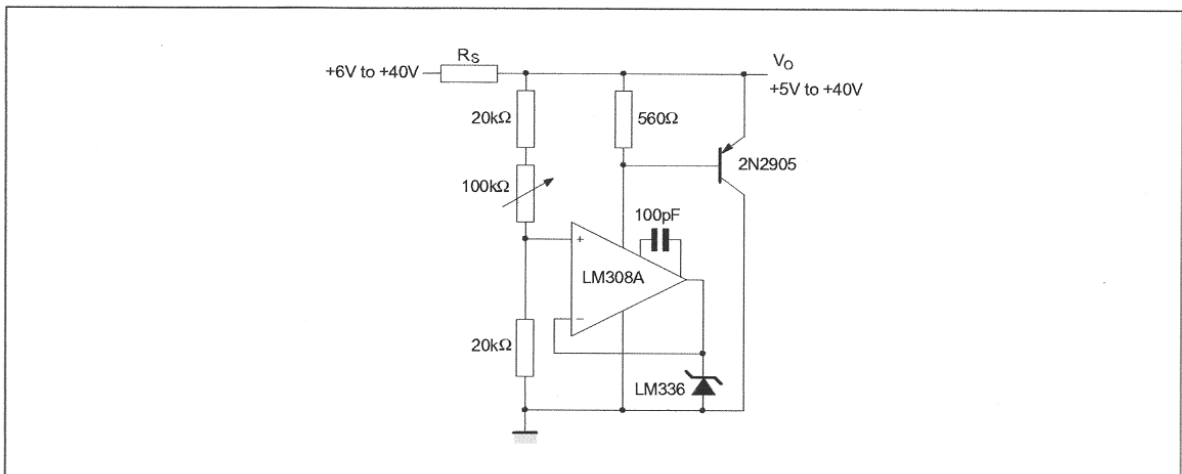 R_S
V_O
+6V to +40V
+5V to +40V
20kΩ
560Ω
2N2905
100kΩ
100pF
+
LM308A
−
20kΩ
LM336